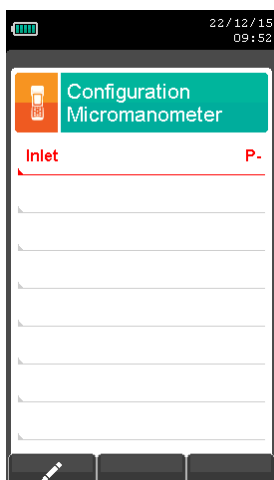 22/12/15
09:52
Configuration
Micromanometer
Inlet P-